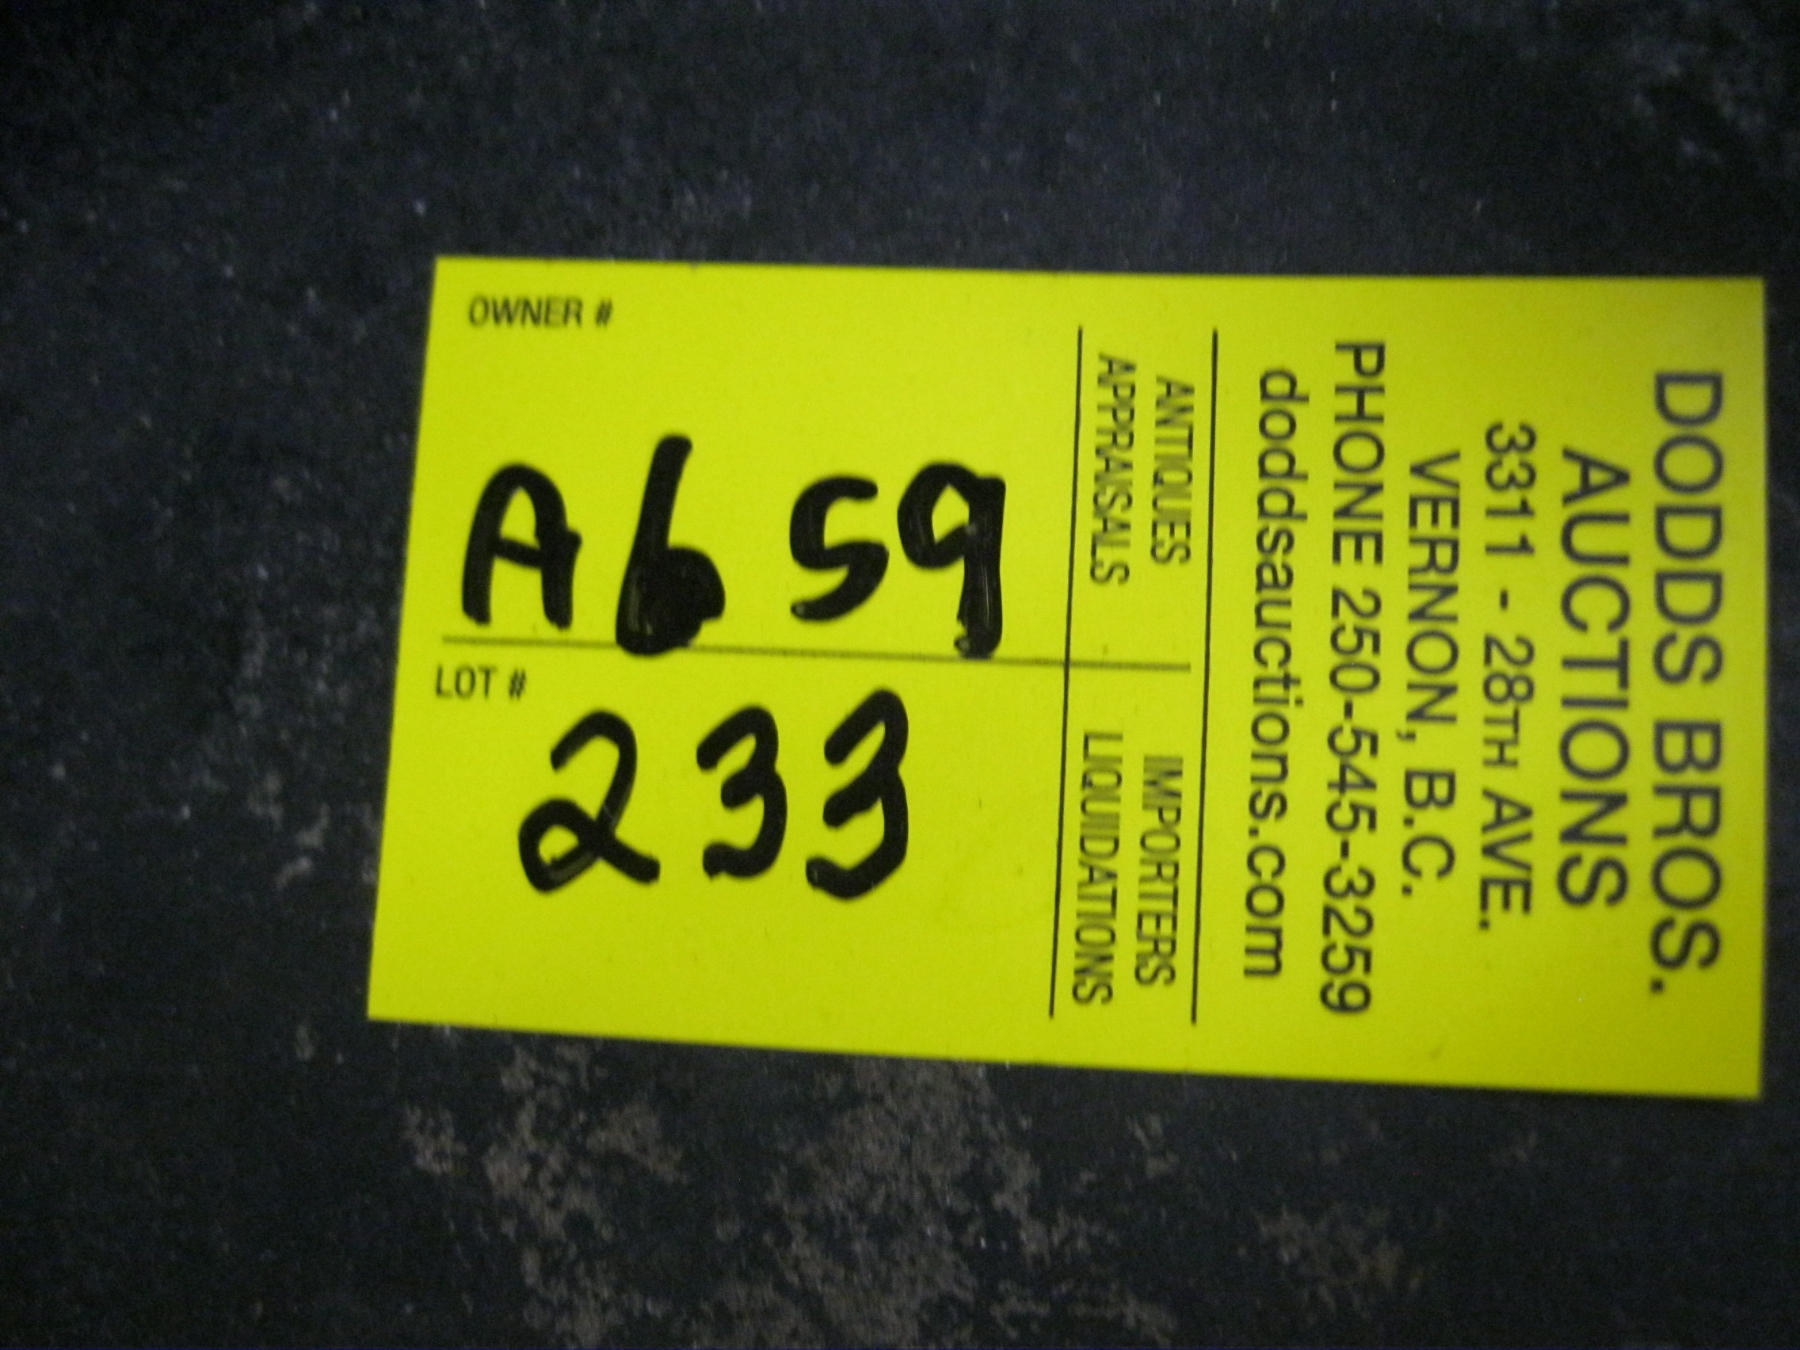 DODDS BROS.
AUCTIONS
3311 - 28TH AVE.
VERNON, B.C.
PHONE 250-545-3259
doddsauctions.com
ANTIQUES
APPRAISALS
IMPORTERS
LIQUIDATIONS
OWNER #
A659
LOT #
233